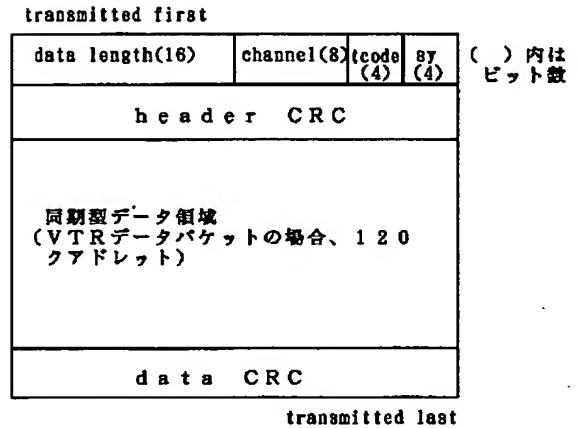 transmitted first
data length(16) channel(8) tcode (4) sy (4)
( )内は
ビット数
header CRC
同期型データ領域
(VTRデータパケットの場合、120
クアドレット)
data CRC
transmitted last